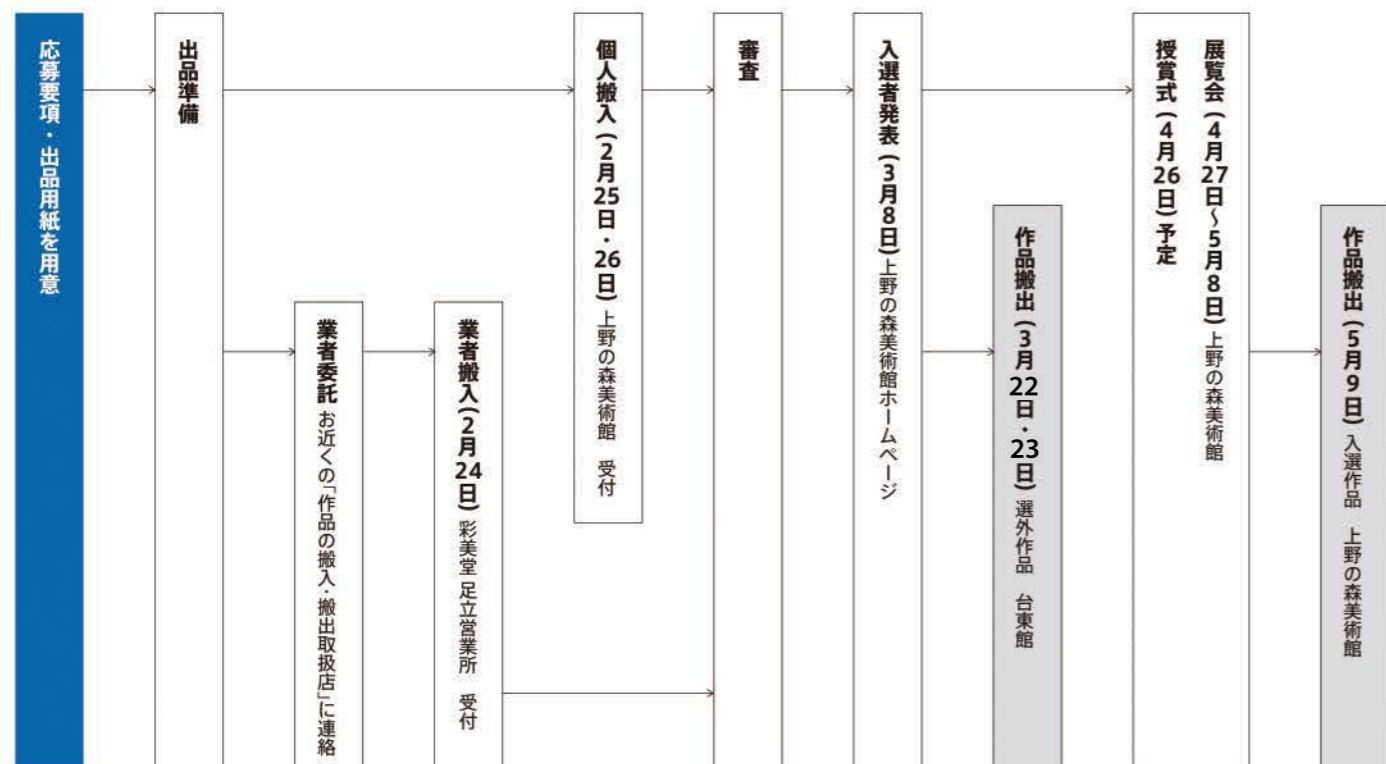 応募要項・出品用紙を用意
出品準備
業者委託 お近くの「作品の搬入・搬出取扱店」に連絡
業者搬入(2月24日) 彩美堂 足立営業所 受付
個人搬入(2月25日・26日) 上野の森美術館 受付
審査
入選者発表(3月8日) 上野の森美術館ホームページ
作品搬出(3月22日・23日) 選外作品 台東館
展覧会(4月27日〜5月8日) 上野の森美術館
授賞式(4月26日)予定
作品搬出(5月9日) 入選作品 上野の森美術館